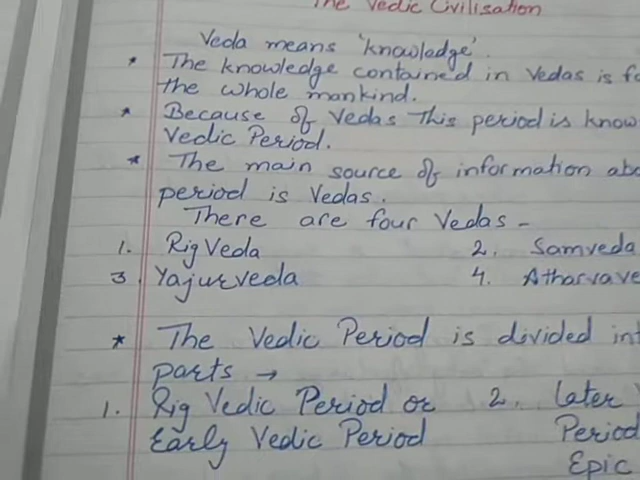 The Vedic Civilisation
Veda means 'knowledge'.
* The knowledge contained in Vedas is
the whole mankind.
* Because of Vedas This period is
Vedic Period.
* The main source of information
period is Vedas.
There are four Vedas -
1. Rig Veda 2. Samveda
3. Yajurveda 4.
* The Vedic Period is divided
parts →
1. Rig Vedic Period or 2. Later
Early Vedic Period Period
Epic